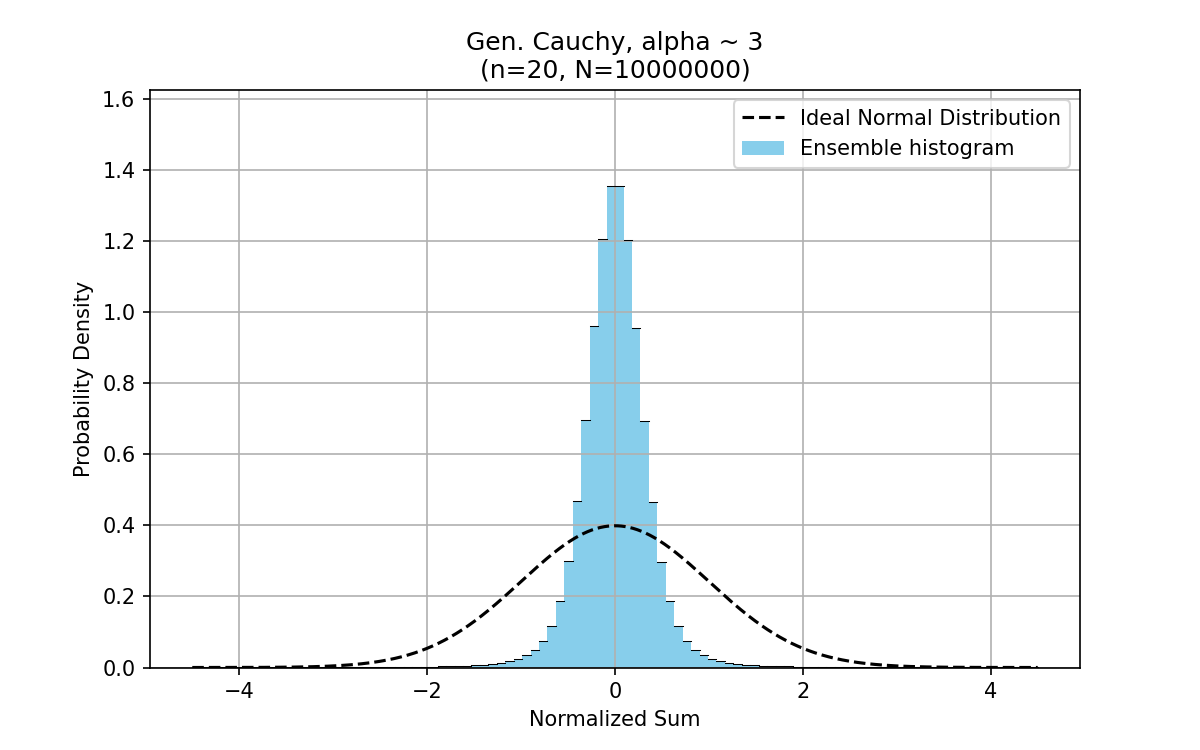 Gen. Cauchy, alpha ~ 3
(n=20, N=10000000)
Ideal Normal Distribution
Ensemble histogram
Probability Density
1.6
1.4
1.2
1.0
0.8
0.6
0.4
0.2
0.0
−4
−2
0
2
4
Normalized Sum